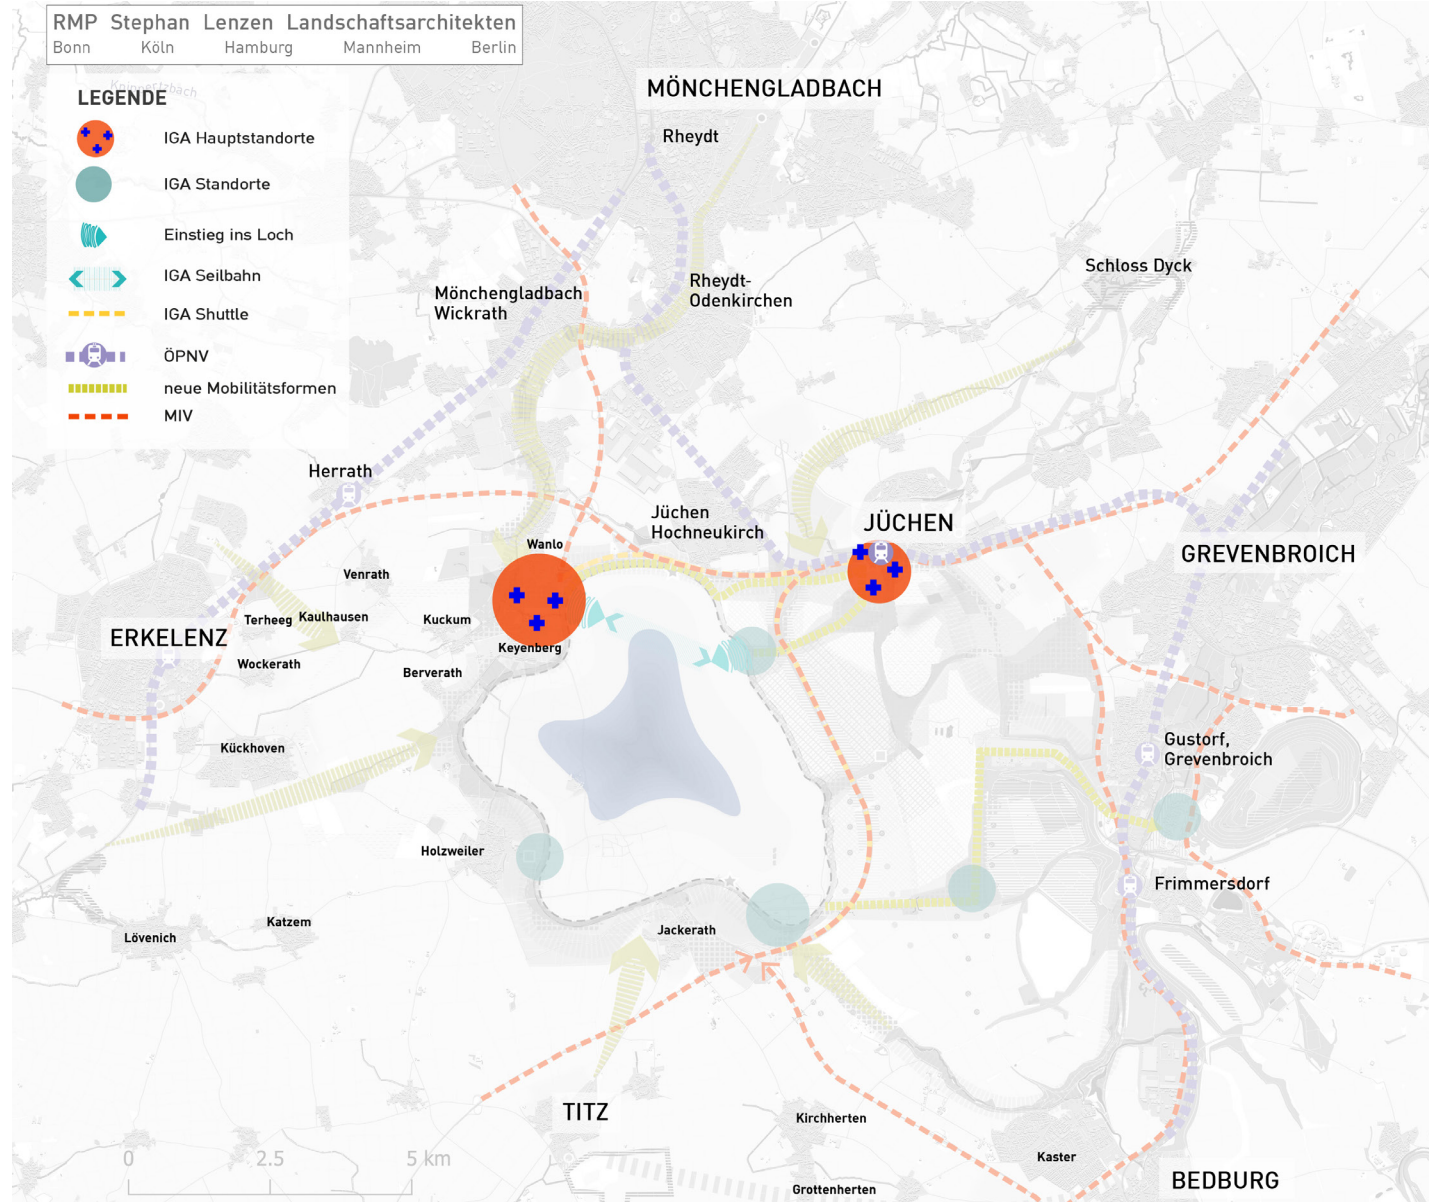 RMP Stephan Lenzen Landschaftsarchitekten
Bonn Köln Hamburg Mannheim Berlin
LEGENDE
IGA Hauptstandorte
IGA Standorte
Einstieg ins Loch
IGA Seilbahn
IGA Shuttle
ÖPNV
neue Mobilitätsformen
MIV
MÖNCHENGLADBACH
Rheydt
Schloss Dyck
Rheydt-
Odenkirchen
Mönchengladbach
Wickrath
Herrath
Jüchen
Hochneukirch
JÜCHEN
GREVENBROICH
Wanlo
Venrath
Terheeg
Kaulhausen
Kuckum
ERKELENZ
Keyenberg
Wockerath
Berverath
Kückhoven
Gustorf,
Grevenbroich
Holzweiler
Frimmersdorf
Katzem
Lövenich
Jackerath
TITZ
Kirchherten
Kaster
0 2.5 5 km
BEDBURG
Grottenherten